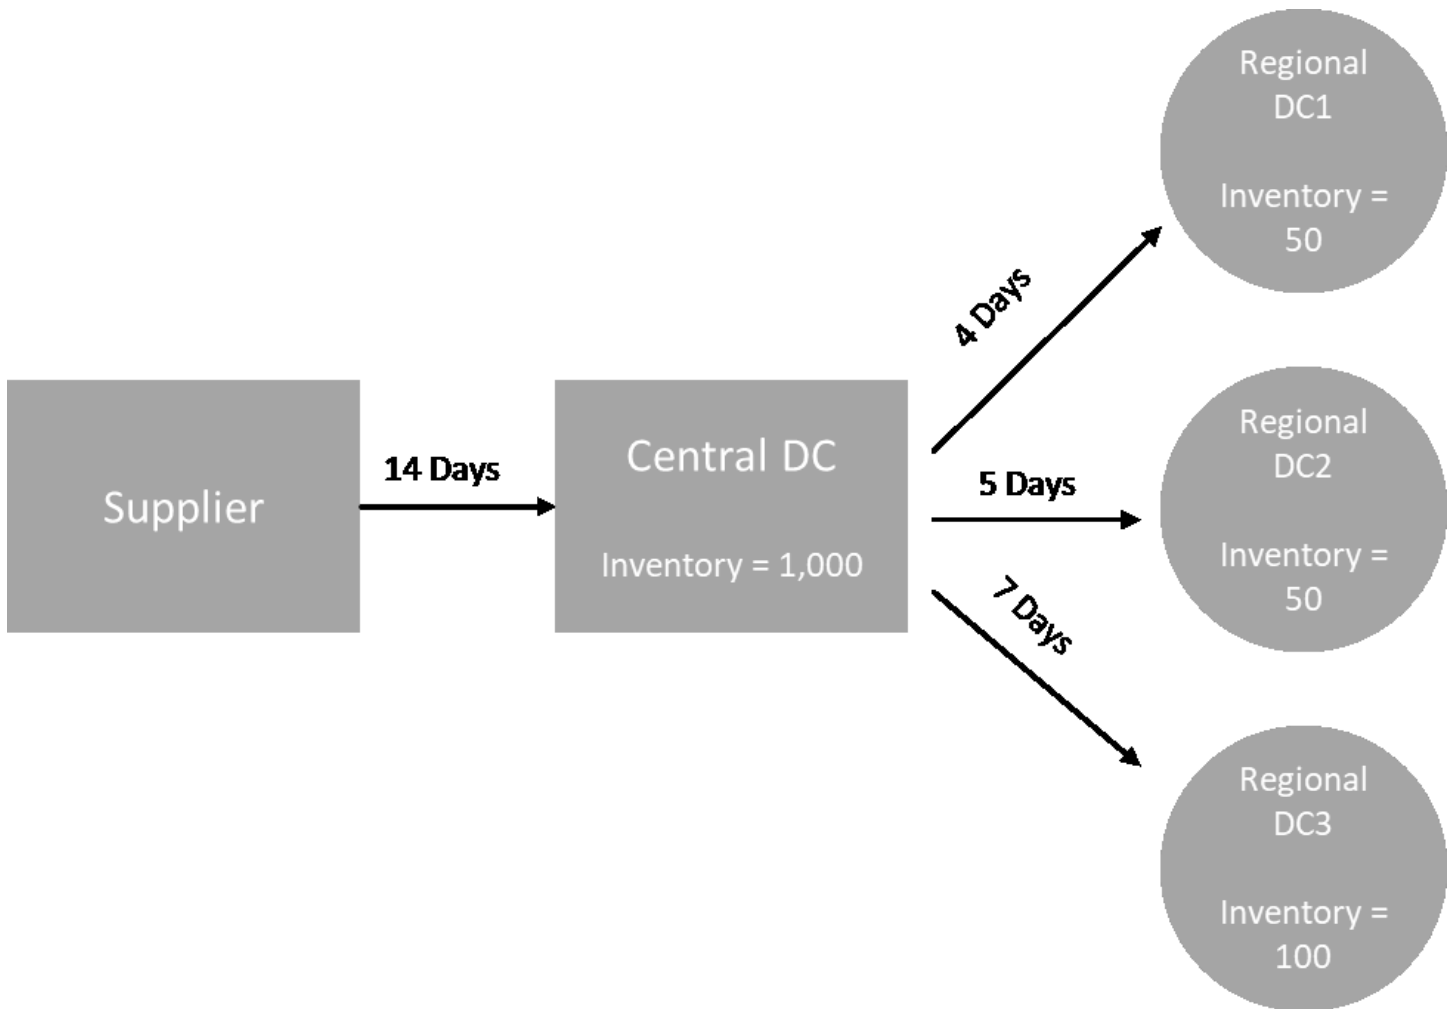 Supplier
14 Days
Central DC
Inventory = 1,000
4 Days
5 Days
7 Days
Regional
DC1
Inventory =
50
Regional
DC2
Inventory =
50
Regional
DC3
Inventory =
100